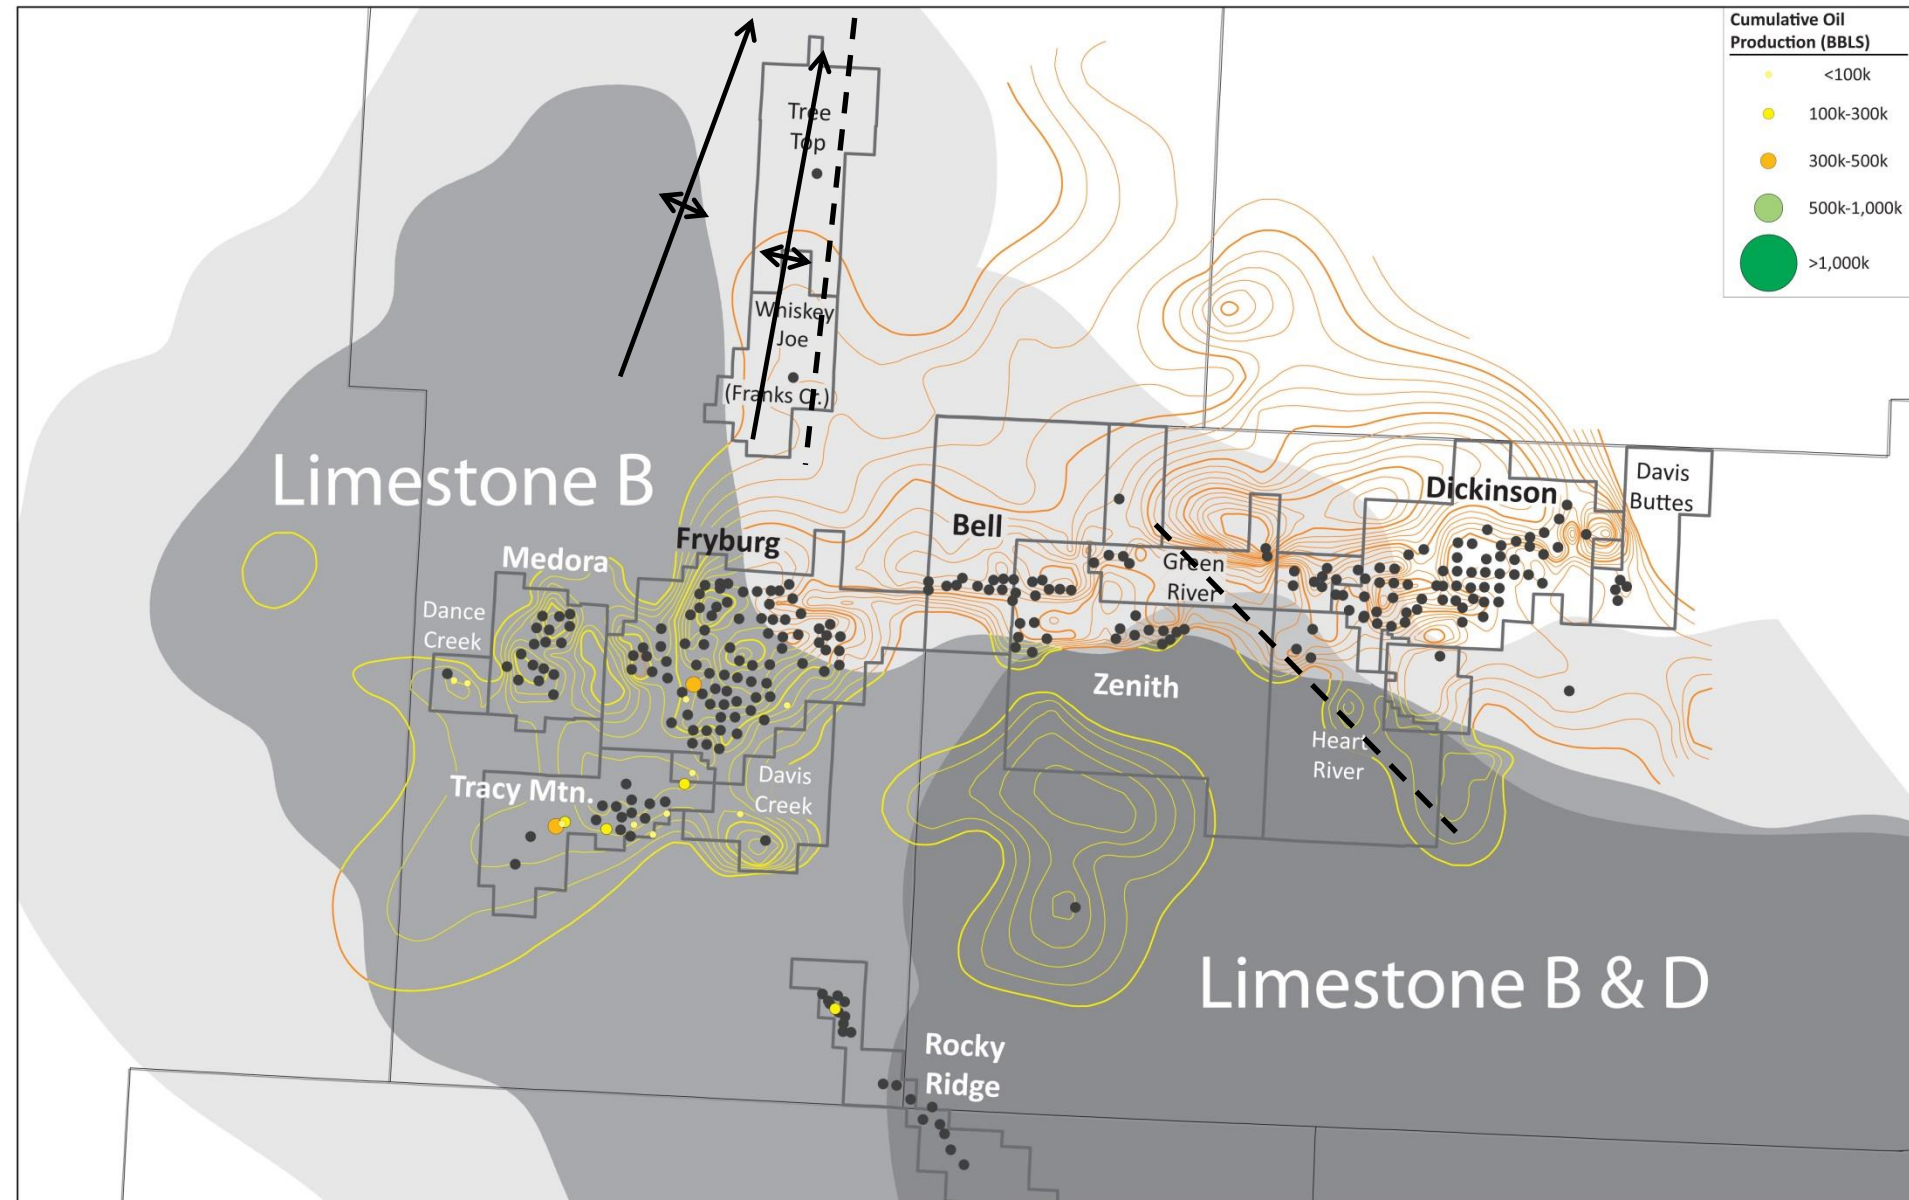 Cumulative Oil
Production (BBLS)
<100k
100k-300k
300k-500k
500k-1,000k
>1,000k
Tree
Top
Whiskey
Joe
(Franks Cr.)
Limestone B
Fryburg
Medora
Dance
Creek
Bell
Green
River
Dickinson
Davis
Buttes
Zenith
Heart
River
Tracy Mtn.
Davis
Creek
Limestone B & D
Rocky
Ridge